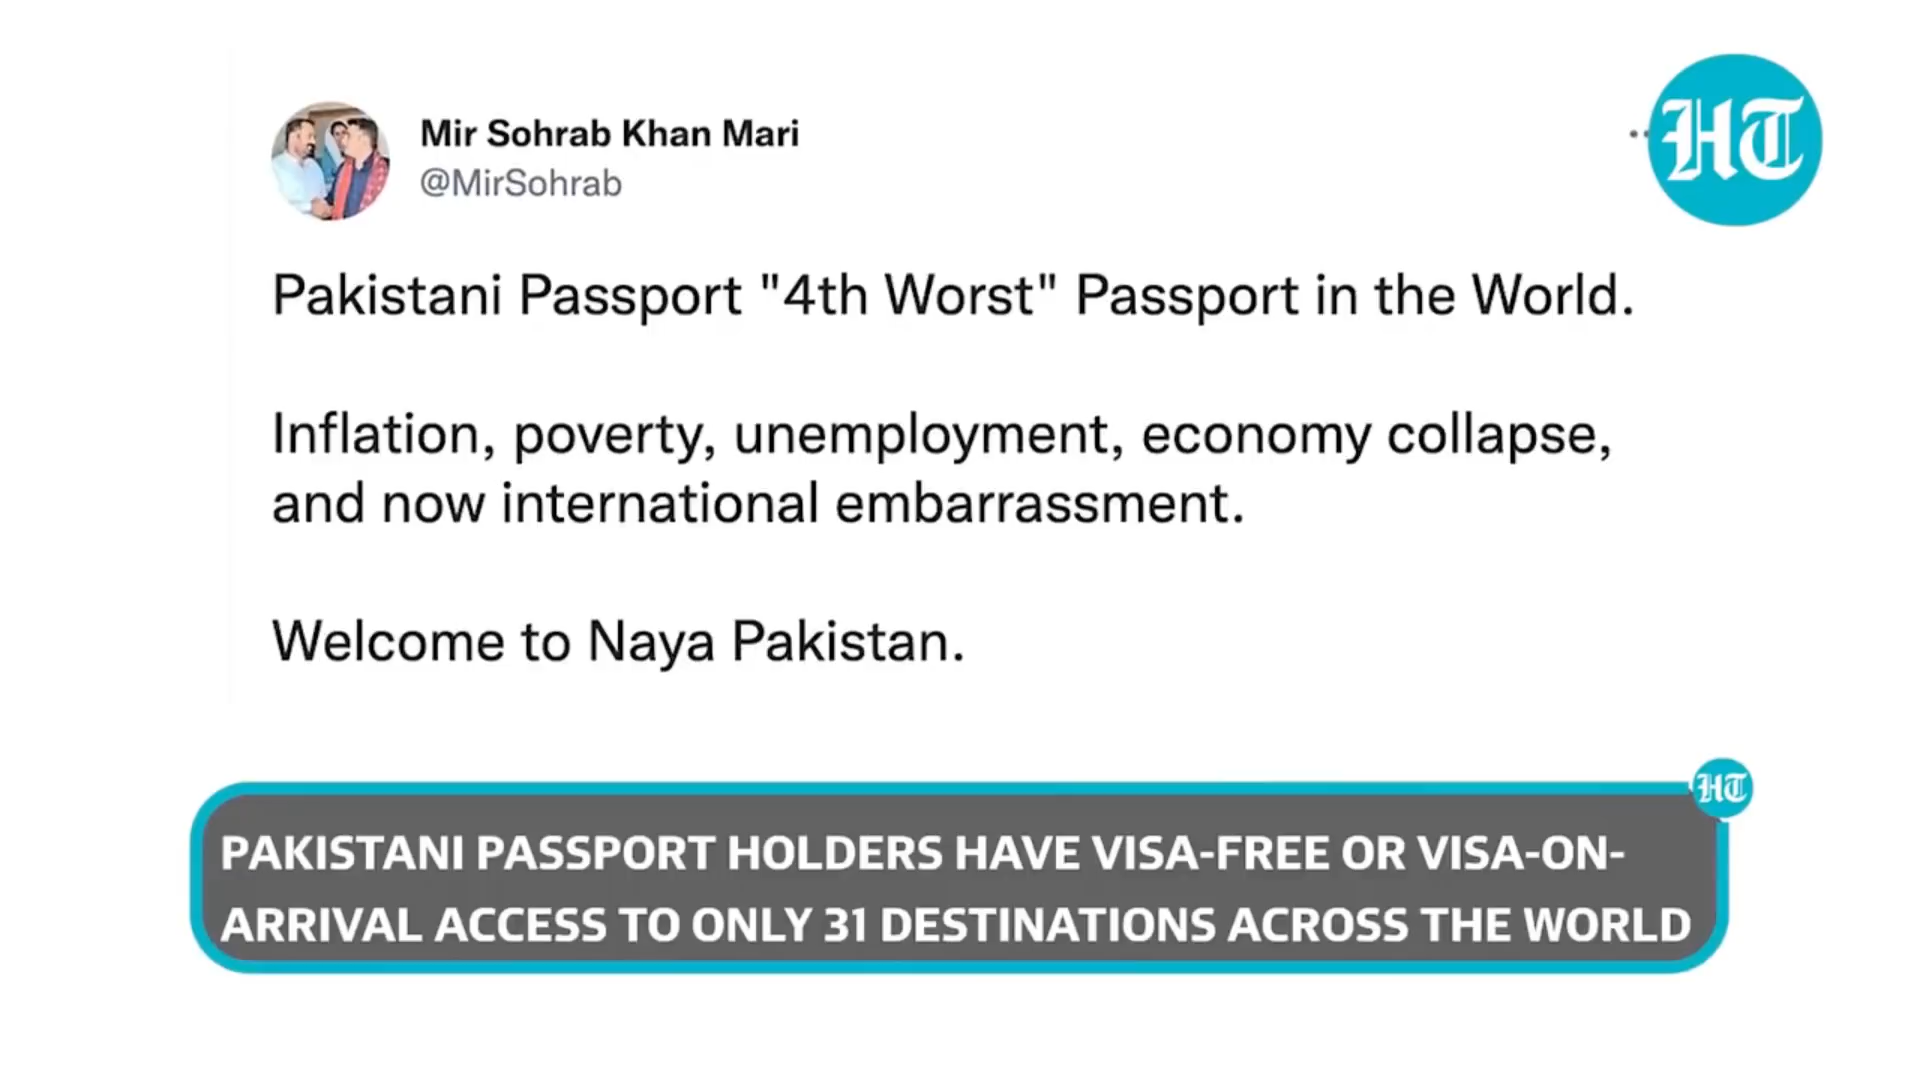 Mir Sohrab Khan Mari
@MirSohrab
HT
Pakistani Passport "4th Worst" Passport in the World.
Inflation, poverty, unemployment, economy collapse,
and now international embarrassment.
Welcome to Naya Pakistan.
HT
PAKISTANI PASSPORT HOLDERS HAVE VISA-FREE OR VISA-ON-
ARRIVAL ACCESS TO ONLY 31 DESTINATIONS ACROSS THE WORLD